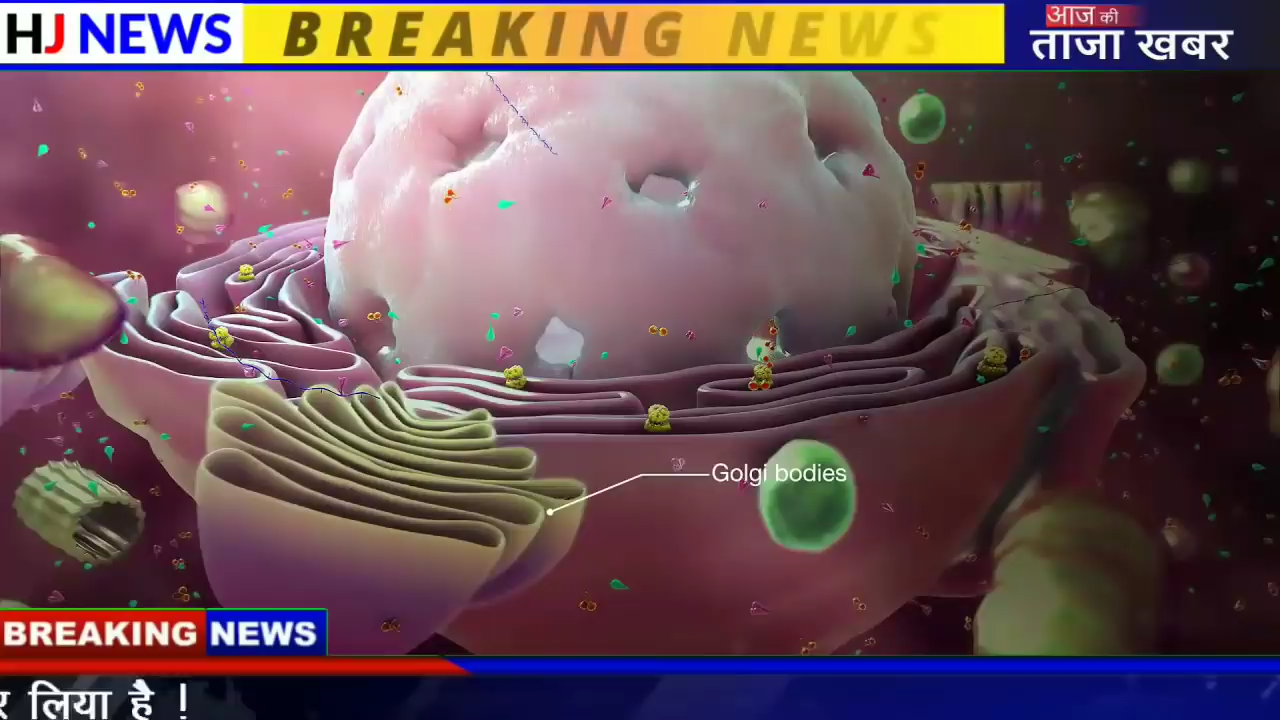 HJ NEWS
BREAKING NEWS
आज की
ताजा खबर
Golgi bodies
BREAKING NEWS
लिया है !